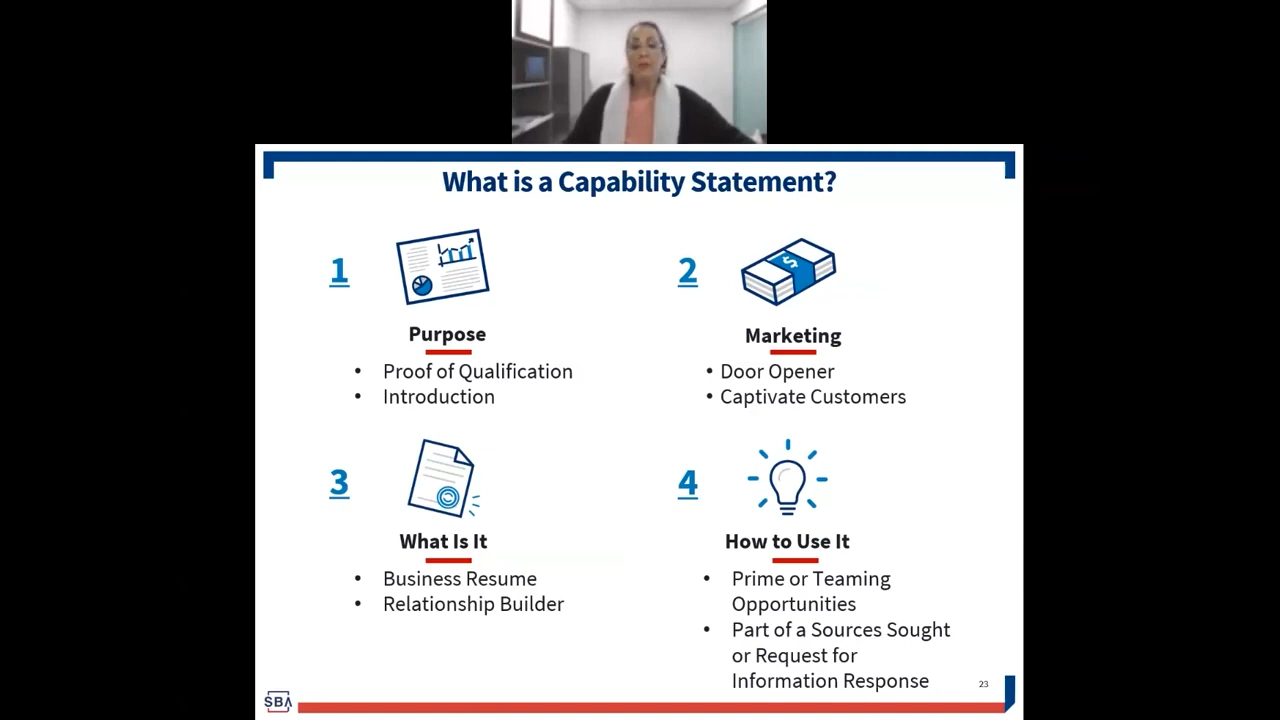 What is a Capability Statement?
1
2
Purpose
• Proof of Qualification
• Introduction
Marketing
• Door Opener
• Captivate Customers
3
4
What Is It
• Business Resume
• Relationship Builder
How to Use It
• Prime or Teaming
Opportunities
• Part of a Sources Sought
or Request for
Information Response
23
SBA